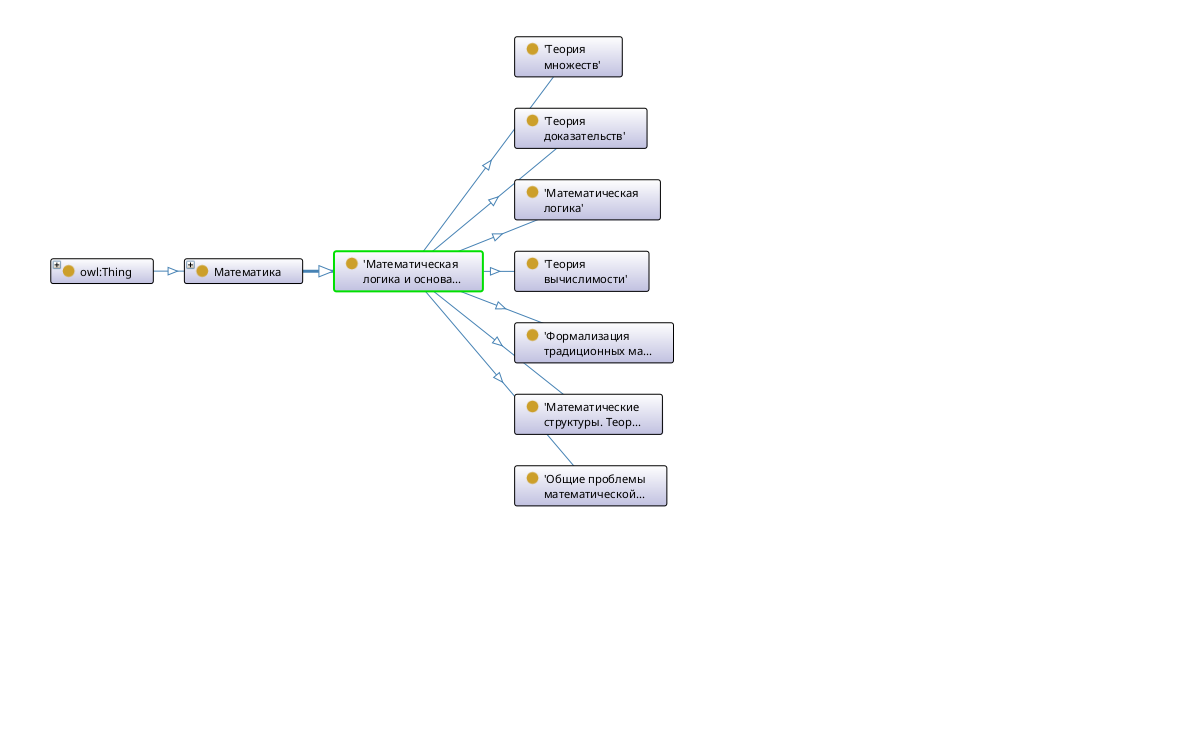 'Теория
множеств'
'Теория
доказательств'
'Математическая
логика'
owl:Thing
Математика
'Математическая
логика и основа...
'Теория
вычислимости'
'Формализация
традиционных ма...
'Математические
структуры. Теор...
'Общие проблемы
математической...